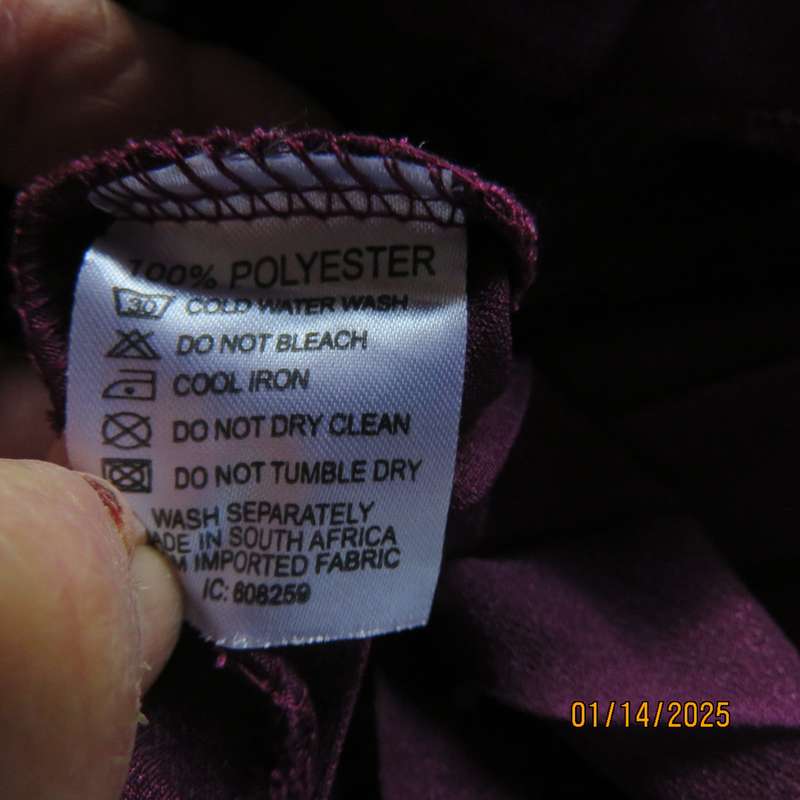 100% POLYESTER
30 COLD WATER WASH
DO NOT BLEACH
COOL IRON
DO NOT DRY CLEAN
DO NOT TUMBLE DRY
WASH SEPARATELY
ADE IN SOUTH AFRICA
M IMPORTED FABRIC
IC: 608259
01/14/2025